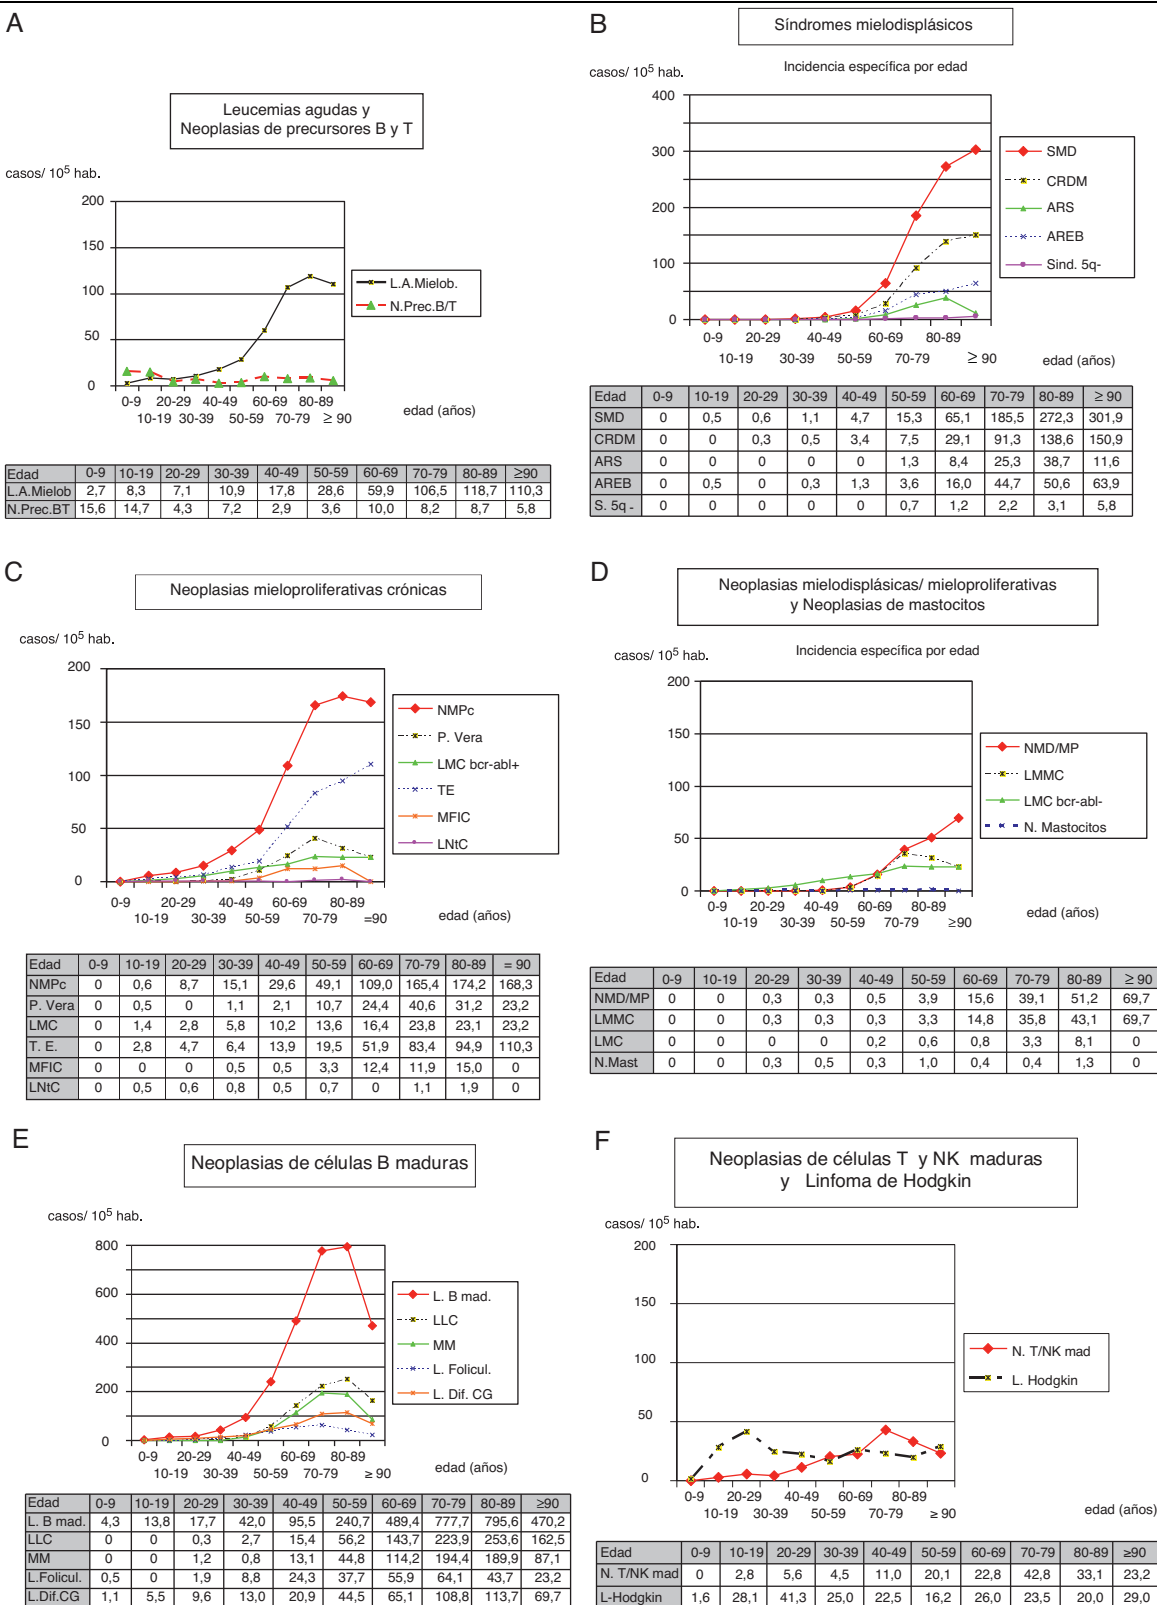 A
Leucemias agudas y
Neoplasias de precursores B y T
casos/ 10⁵ hab.
200
150
100
50
0
L.A.Mielob.
N.Prec.B/T
0-9 20-29 40-49 60-69 80-89
10-19 30-39 50-59 70-79 ≥ 90
edad (años)
Edad 0-9 10-19 20-29 30-39 40-49 50-59 60-69 70-79 80-89 ≥90
L.A.Mielob 2,7 8,3 7,1 10,9 17,8 28,6 59,9 106,5 118,7 110,3
N.Prec.BT 15,6 14,7 4,3 7,2 2,9 3,6 10,0 8,2 8,7 5,8
B
Síndromes mielodisplásicos
casos/ 10⁵ hab.
Incidencia específica por edad
400
300
200
100
0
SMD
CRDM
ARS
AREB
Sind. 5q-
0-9 20-29 40-49 60-69 80-89
10-19 30-39 50-59 70-79 ≥ 90
edad (años)
Edad 0-9 10-19 20-29 30-39 40-49 50-59 60-69 70-79 80-89 ≥ 90
SMD 0 0,5 0,6 1,1 4,7 15,3 65,1 185,5 272,3 301,9
CRDM 0 0 0,3 0,5 3,4 7,5 29,1 91,3 138,6 150,9
ARS 0 0 0 0 0 1,3 8,4 25,3 38,7 11,6
AREB 0 0,5 0 0,3 1,3 3,6 16,0 44,7 50,6 63,9
S. 5q - 0 0 0 0 0 0,7 1,2 2,2 3,1 5,8
C
Neoplasias mieloproliferativas crónicas
casos/ 10⁵ hab.
200
150
100
50
0
NMPc
P. Vera
LMC bcr-abl+
TE
MFIC
LNtC
0-9 20-29 40-49 60-69 80-89
10-19 30-39 50-59 70-79 =90
edad (años)
Edad 0-9 10-19 20-29 30-39 40-49 50-59 60-69 70-79 80-89 = 90
NMPc 0 0,6 8,7 15,1 29,6 49,1 109,0 165,4 174,2 168,3
P. Vera 0 0,5 0 1,1 2,1 10,7 24,4 40,6 31,2 23,2
LMC 0 1,4 2,8 5,8 10,2 13,6 16,4 23,8 23,1 23,2
T. E. 0 2,8 4,7 6,4 13,9 19,5 51,9 83,4 94,9 110,3
MFIC 0 0 0 0,5 0,5 3,3 12,4 11,9 15,0 0
LNtC 0 0,5 0,6 0,8 0,5 0,7 0 1,1 1,9 0
D
Neoplasias mielodisplásicas/ mieloproliferativas
y Neoplasias de mastocitos
casos/ 10⁵ hab.
Incidencia específica por edad
200
150
100
50
0
NMD/MP
LMMC
LMC bcr-abl-
N. Mastocitos
0-9 20-29 40-49 60-69 80-89
10-19 30-39 50-59 70-79 ≥90
edad (años)
Edad 0-9 10-19 20-29 30-39 40-49 50-59 60-69 70-79 80-89 ≥ 90
NMD/MP 0 0 0,3 0,3 0,5 3,9 15,6 39,1 51,2 69,7
LMMC 0 0 0,3 0,3 0,3 3,3 14,8 35,8 43,1 69,7
LMC 0 0 0 0 0,2 0,6 0,8 3,3 8,1 0
N.Mast 0 0 0,3 0,5 0,3 1,0 0,4 0,4 1,3 0
E
Neoplasias de células B maduras
casos/ 10⁵ hab.
800
600
400
200
0
L. B mad.
LLC
MM
L. Folicul.
L. Dif. CG
0-9 20-29 40-49 60-69 80-89
10-19 30-39 50-59 70-79 ≥ 90
edad (años)
Edad 0-9 10-19 20-29 30-39 40-49 50-59 60-69 70-79 80-89 ≥90
L. B mad. 4,3 13,8 17,7 42,0 95,5 240,7 489,4 777,7 795,6 470,2
LLC 0 0 0,3 2,7 15,4 56,2 143,7 223,9 253,6 162,5
MM 0 0 1,2 0,8 13,1 44,8 114,2 194,4 189,9 87,1
L.Folicul. 0,5 0 1,9 8,8 24,3 37,7 55,9 64,1 43,7 23,2
L.Dif.CG 1,1 5,5 9,6 13,0 20,9 44,5 65,1 108,8 113,7 69,7
F
Neoplasias de células T y NK maduras
y Linfoma de Hodgkin
casos/ 10⁵ hab.
200
150
100
50
0
N. T/NK mad
L. Hodgkin
0-9 20-29 40-49 60-69 80-89
10-19 30-39 50-59 70-79 ≥ 90
edad (años)
Edad 0-9 10-19 20-29 30-39 40-49 50-59 60-69 70-79 80-89 ≥90
N. T/NK mad 0 2,8 5,6 4,5 11,0 20,1 22,8 42,8 33,1 23,2
L-Hodgkin 1,6 28,1 41,3 25,0 22,5 16,2 26,0 23,5 20,0 29,0